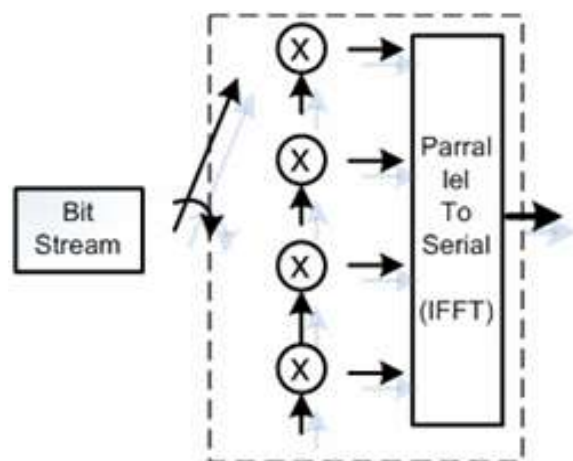 Bit
Stream
X
X
X
X
Parral
lel
To
Serial
(IFFT)